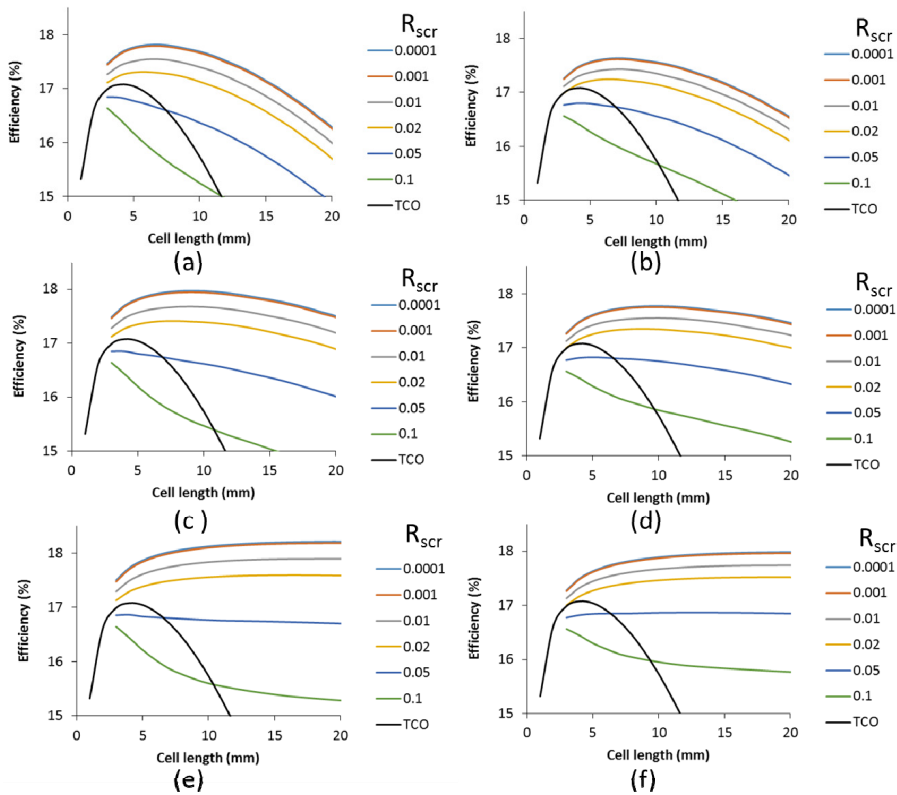 R_scr
18
17
16
15
Efficiency (%)
0 5 10 15 20
Cell length (mm)
0.0001
0.001
0.01
0.02
0.05
0.1
TCO
(a)
R_scr
18
17
16
15
Efficiency (%)
0 5 10 15 20
Cell length (mm)
0.0001
0.001
0.01
0.02
0.05
0.1
TCO
(b)
R_scr
18
17
16
15
Efficiency (%)
0 5 10 15 20
Cell length (mm)
0.0001
0.001
0.01
0.02
0.05
0.1
TCO
(c )
R_scr
18
17
16
15
Efficiency (%)
0 5 10 15 20
Cell length (mm)
0.0001
0.001
0.01
0.02
0.05
0.1
TCO
(d)
R_scr
18
17
16
15
Efficiency (%)
0 5 10 15 20
Cell length (mm)
0.0001
0.001
0.01
0.02
0.05
0.1
TCO
(e)
R_scr
18
17
16
15
Efficiency (%)
0 5 10 15 20
Cell length (mm)
0.0001
0.001
0.01
0.02
0.05
0.1
TCO
(f)